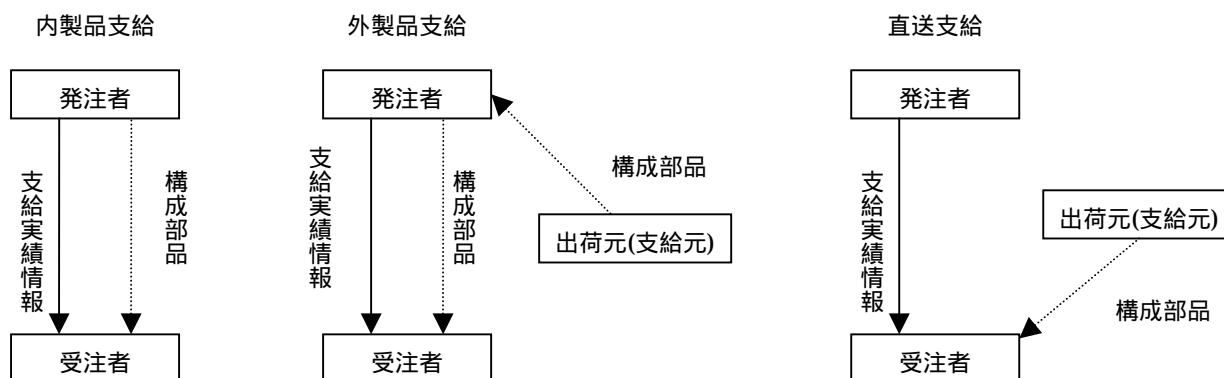 内製品支給
外製品支給
直送支給
発注者
発注者
発注者
支給実績情報
構成部品
支給実績情報
構成部品
構成部品
出荷元(支給元)
支給実績情報
出荷元(支給元)
構成部品
受注者
受注者
受注者